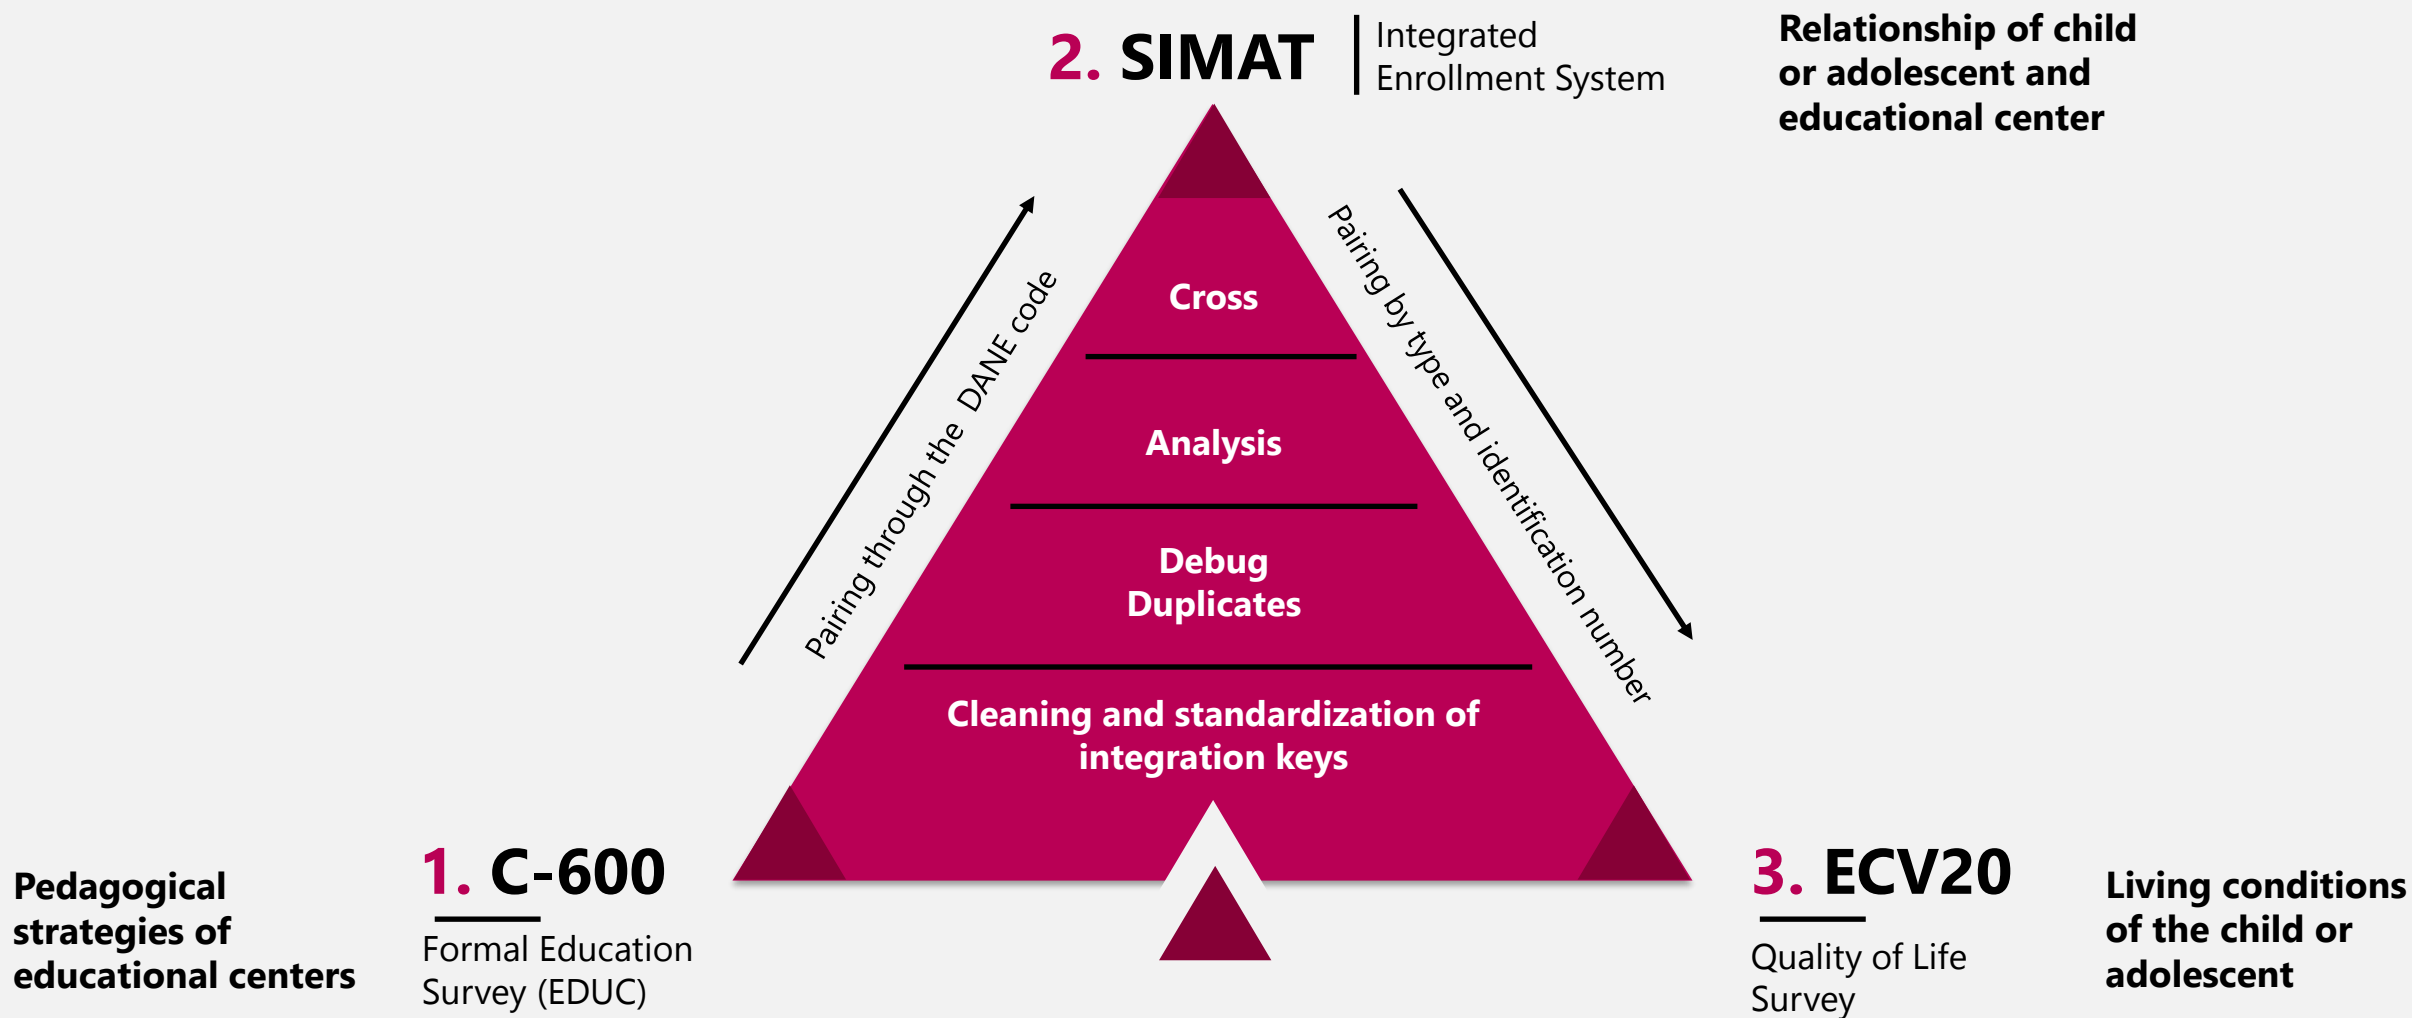 2. SIMAT
Integrated
Enrollment System
Relationship of child
or adolescent and
educational center
Pairing through the DANE code
Pairing by type and identification number
Cross
Analysis
Debug
Duplicates
Cleaning and standardization of
integration keys
Pedagogical
strategies of
educational centers
1. C-600
Formal Education
Survey (EDUC)
3. ECV20
Quality of Life
Survey
Living conditions
of the child or
adolescent